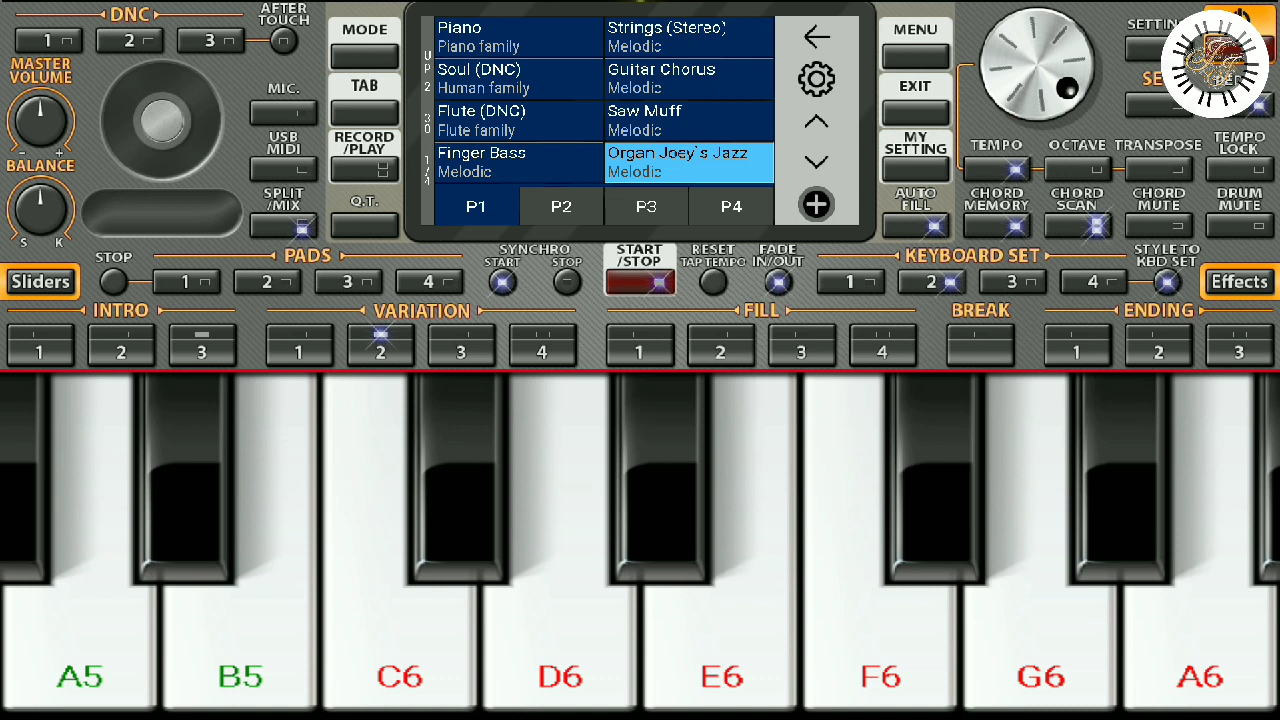 DNC
AFTER
TOUCH
1
2
3
MASTER
VOLUME
BALANCE
S K
MIC.
USB
MIDI
SPLIT
/MIX
MODE
TAB
RECORD
/PLAY
Q.T.
Piano
Piano family
Strings (Stereo)
Melodic
Soul (DNC)
Human family
Guitar Chorus
Melodic
Flute (DNC)
Flute family
Saw Muff
Melodic
Finger Bass
Melodic
Organ Joey`s Jazz
Melodic
P1
P2
P3
P4
MENU
EXIT
MY
SETTING
AUTO
FILL
TEMPO
OCTAVE
TRANSPOSE
TEMPO
LOCK
CHORD
MEMORY
CHORD
SCAN
CHORD
MUTE
DRUM
MUTE
Sliders
STOP
PADS
1
2
3
4
SYNCHRO
START
STOP
START
/STOP
RESET
TAP TEMPO
FADE
IN/OUT
KEYBOARD SET
1
2
3
4
STYLE TO
KBD SET
Effects
INTRO
1
2
3
VARIATION
1
2
3
4
FILL
1
2
3
4
BREAK
ENDING
1
2
3
A5
B5
C6
D6
E6
F6
G6
A6